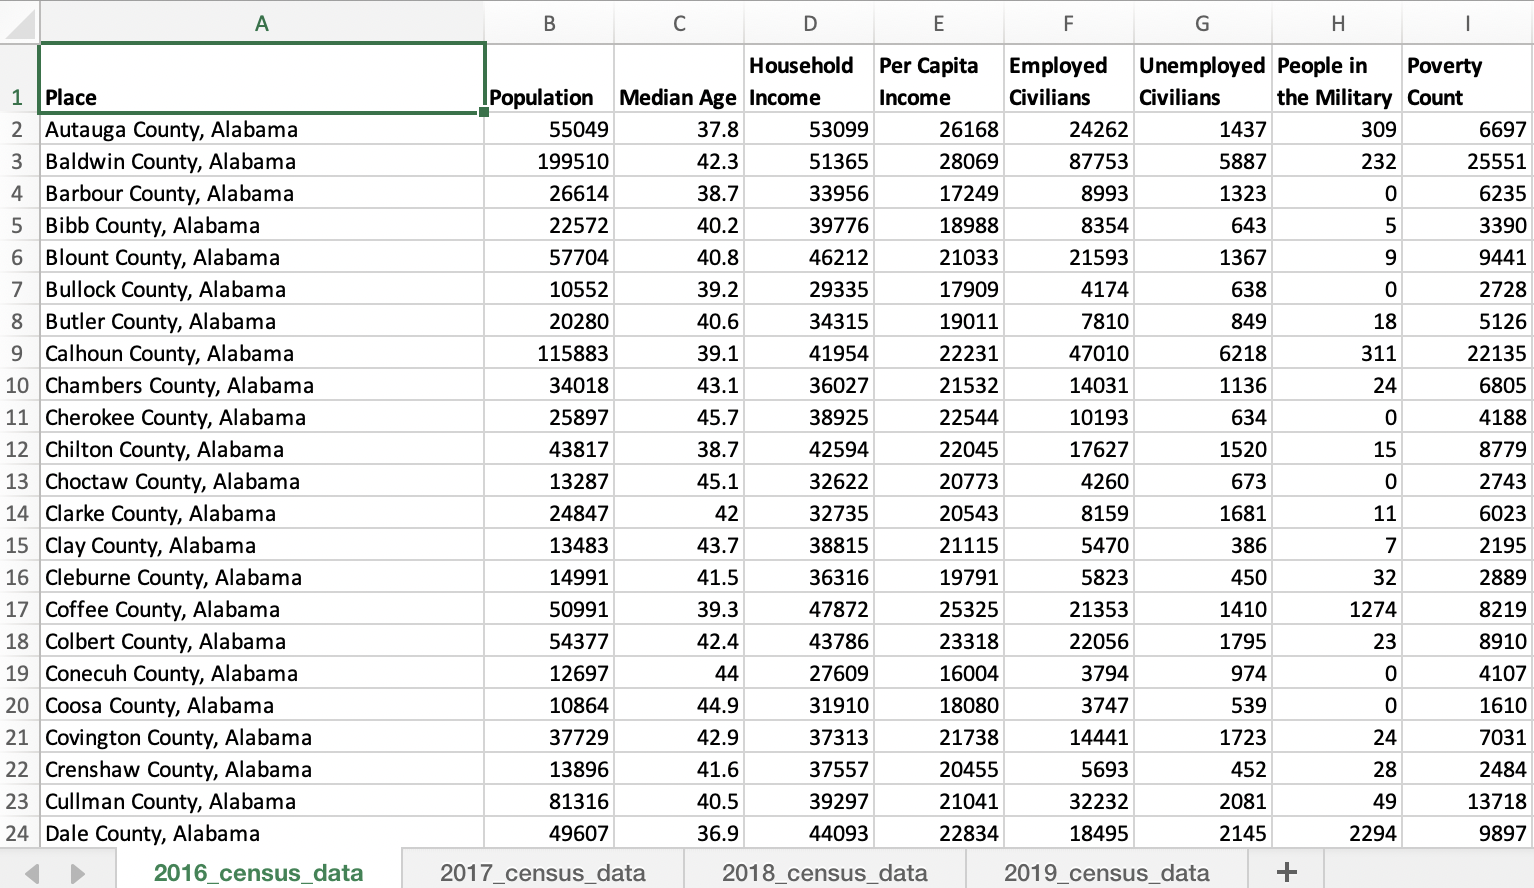 A B C D E F G H I
1 Place Population Median Age Household Income Per Capita Income Employed Civilians Unemployed Civilians People in the Military Poverty Count
2 Autauga County, Alabama 55049 37.8 53099 26168 24262 1437 309 6697
3 Baldwin County, Alabama 199510 42.3 51365 28069 87753 5887 232 25551
4 Barbour County, Alabama 26614 38.7 33956 17249 8993 1323 0 6235
5 Bibb County, Alabama 22572 40.2 39776 18988 8354 643 5 3390
6 Blount County, Alabama 57704 40.8 46212 21033 21593 1367 9 9441
7 Bullock County, Alabama 10552 39.2 29335 17909 4174 638 0 2728
8 Butler County, Alabama 20280 40.6 34315 19011 7810 849 18 5126
9 Calhoun County, Alabama 115883 39.1 41954 22231 47010 6218 311 22135
10 Chambers County, Alabama 34018 43.1 36027 21532 14031 1136 24 6805
11 Cherokee County, Alabama 25897 45.7 38925 22544 10193 634 0 4188
12 Chilton County, Alabama 43817 38.7 42594 22045 17627 1520 15 8779
13 Choctaw County, Alabama 13287 45.1 32622 20773 4260 673 0 2743
14 Clarke County, Alabama 24847 42 32735 20543 8159 1681 11 6023
15 Clay County, Alabama 13483 43.7 38815 21115 5470 386 7 2195
16 Cleburne County, Alabama 14991 41.5 36316 19791 5823 450 32 2889
17 Coffee County, Alabama 50991 39.3 47872 25325 21353 1410 1274 8219
18 Colbert County, Alabama 54377 42.4 43786 23318 22056 1795 23 8910
19 Conecuh County, Alabama 12697 44 27609 16004 3794 974 0 4107
20 Coosa County, Alabama 10864 44.9 31910 18080 3747 539 0 1610
21 Covington County, Alabama 37729 42.9 37313 21738 14441 1723 24 7031
22 Crenshaw County, Alabama 13896 41.6 37557 20455 5693 452 28 2484
23 Cullman County, Alabama 81316 40.5 39297 21041 32232 2081 49 13718
24 Dale County, Alabama 49607 36.9 44093 22834 18495 2145 2294 9897
2016_census_data 2017_census_data 2018_census_data 2019_census_data +